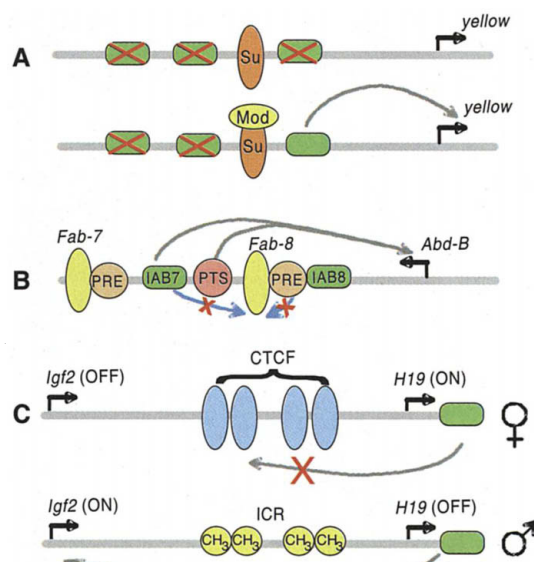 yellow
A
Su
yellow
Mod
Su
Fab-7
Fab-8
Abd-B
B
PRE
IAB7
PTS
PRE
IAB8
CTCF
Igf2 (OFF)
H19 (ON)
C
♀
Igf2 (ON)
ICR
H19 (OFF)
CH3 CH3 CH3 CH3
♂